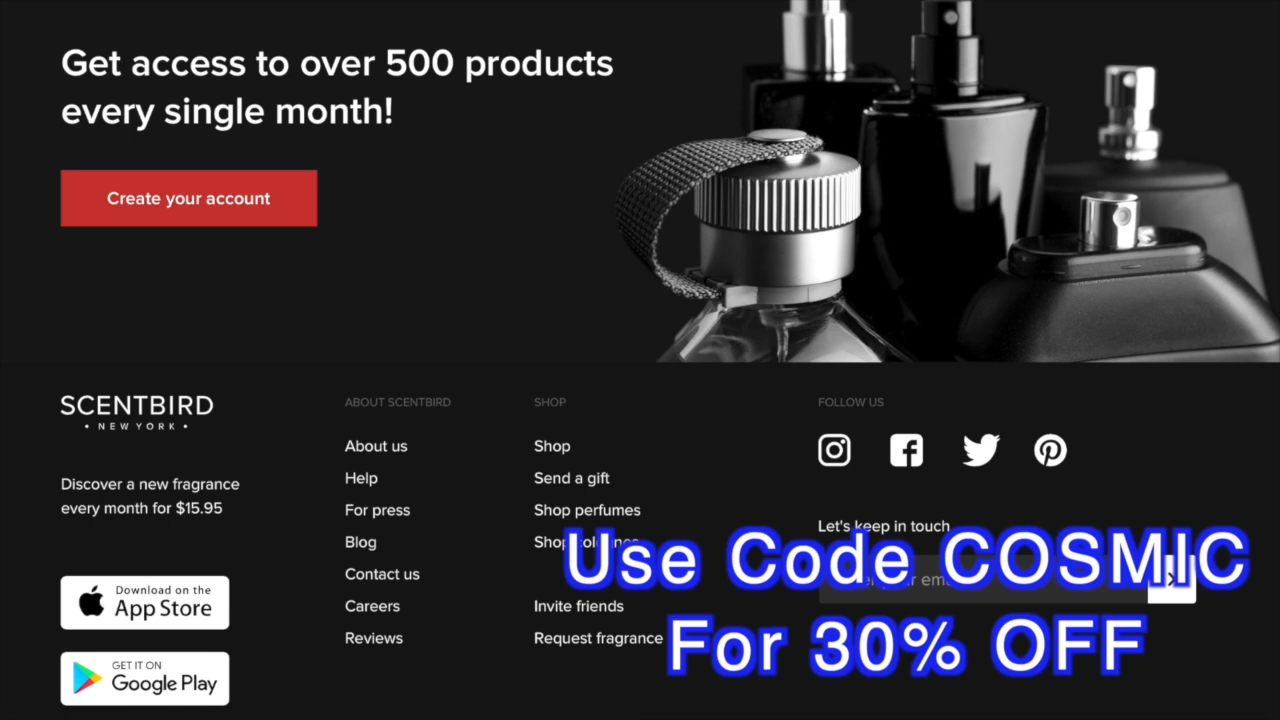 Get access to over 500 products
every single month!
Create your account
SCENTBIRD
• NEW YORK •
Discover a new fragrance
every month for $15.95
Download on the
App Store
GET IT ON
Google Play
ABOUT SCENTBIRD
About us
Help
For press
Blog
Contact us
Careers
Reviews
SHOP
Shop
Send a gift
Shop perfumes
Shop
Invite friends
Request fragrance
FOLLOW US
Let's keep in touch
Use Code COSMIC
For 30% OFF